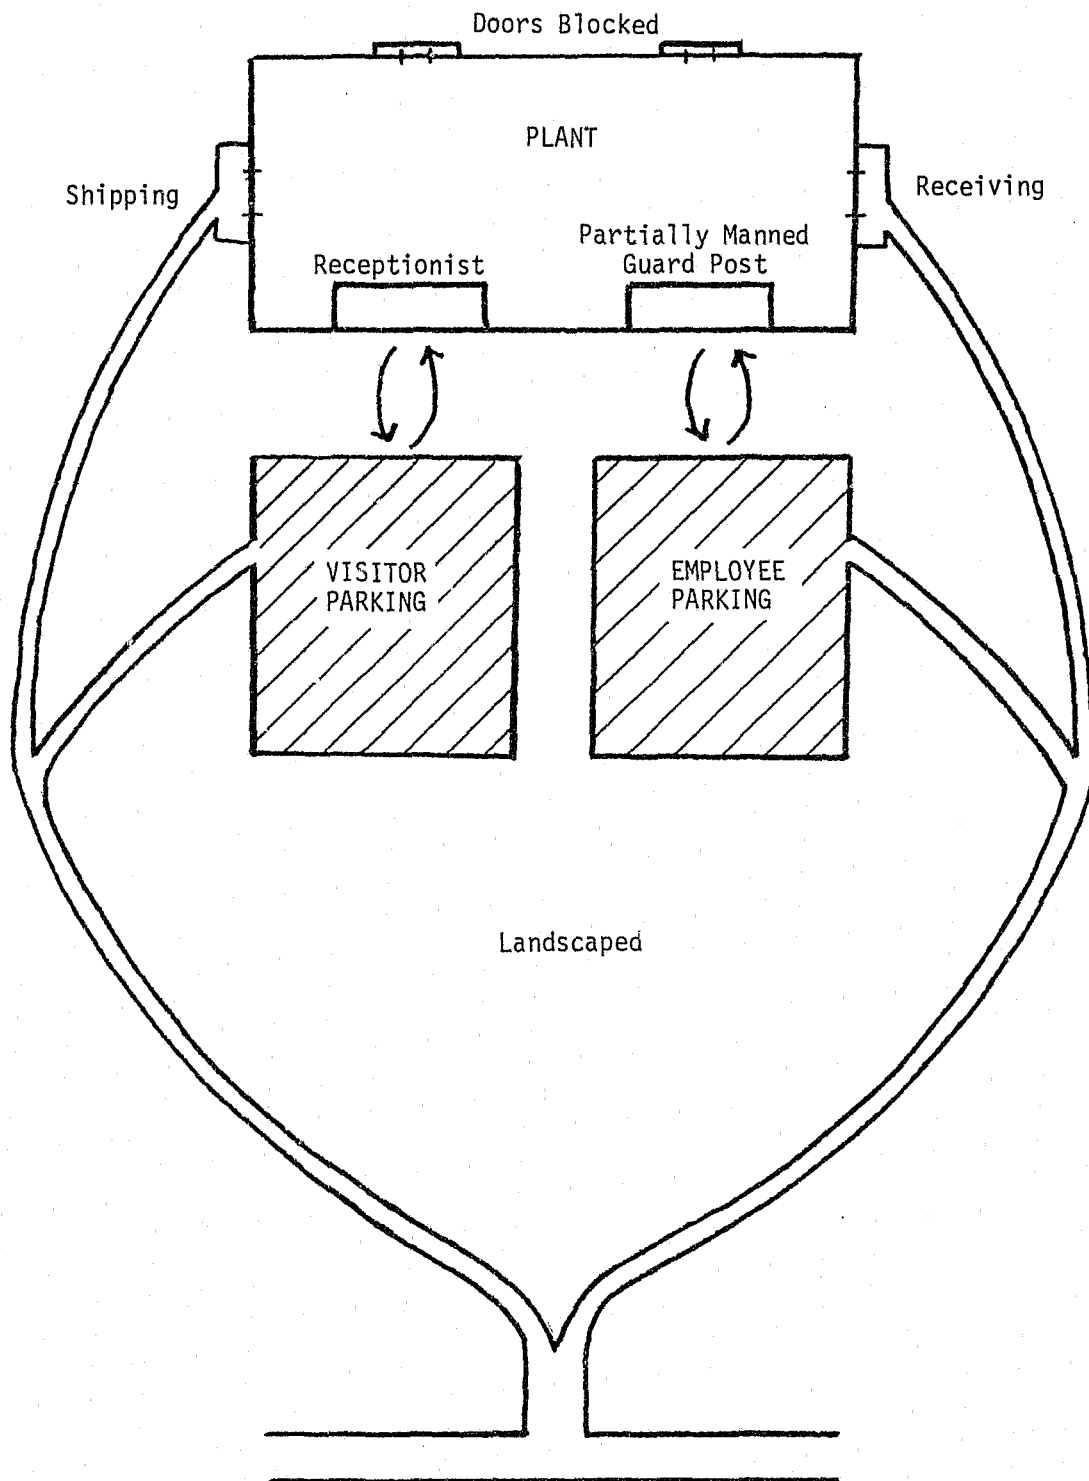 Doors Blocked
PLANT
Shipping
Receiving
Partially Manned
Guard Post
Receptionist
VISITOR
PARKING
EMPLOYEE
PARKING
Landscaped